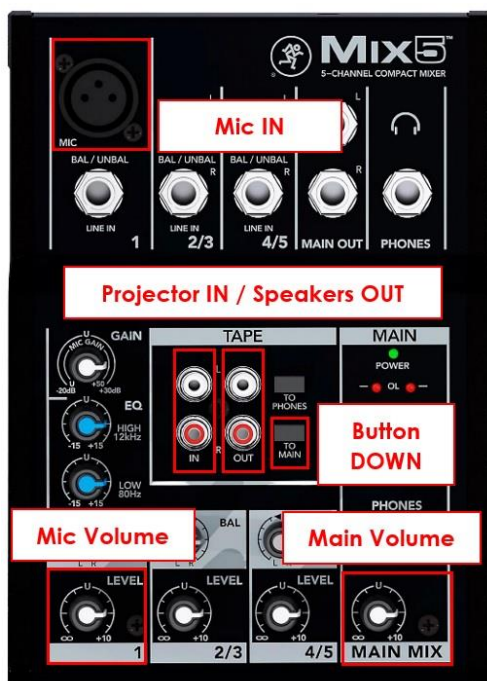 Mix5™
5-CHANNEL COMPACT MIXER
MIC
Mic IN
L
BAL / UNBAL
BAL / UNBAL
R
BAL / UNBAL
R
R
LINE IN
1
LINE IN
2/3
LINE IN
4/5
MAIN OUT
PHONES
Projector IN / Speakers OUT
U
GAIN
MIC GAIN
-20dB
U
+50
+30dB
TAPE
L
R
IN
OUT
TO
PHONES
TO
MAIN
MAIN
POWER
OL
EQ
U
HIGH
12kHz
-15
+15
U
LOW
80Hz
-15
+15
Button
DOWN
PHONES
Mic Volume
BAL
Main Volume
L R
L R
L R
U
LEVEL
∞
+10
1
U
LEVEL
∞
+10
2/3
U
LEVEL
∞
+10
4/5
U
∞
+10
MAIN MIX